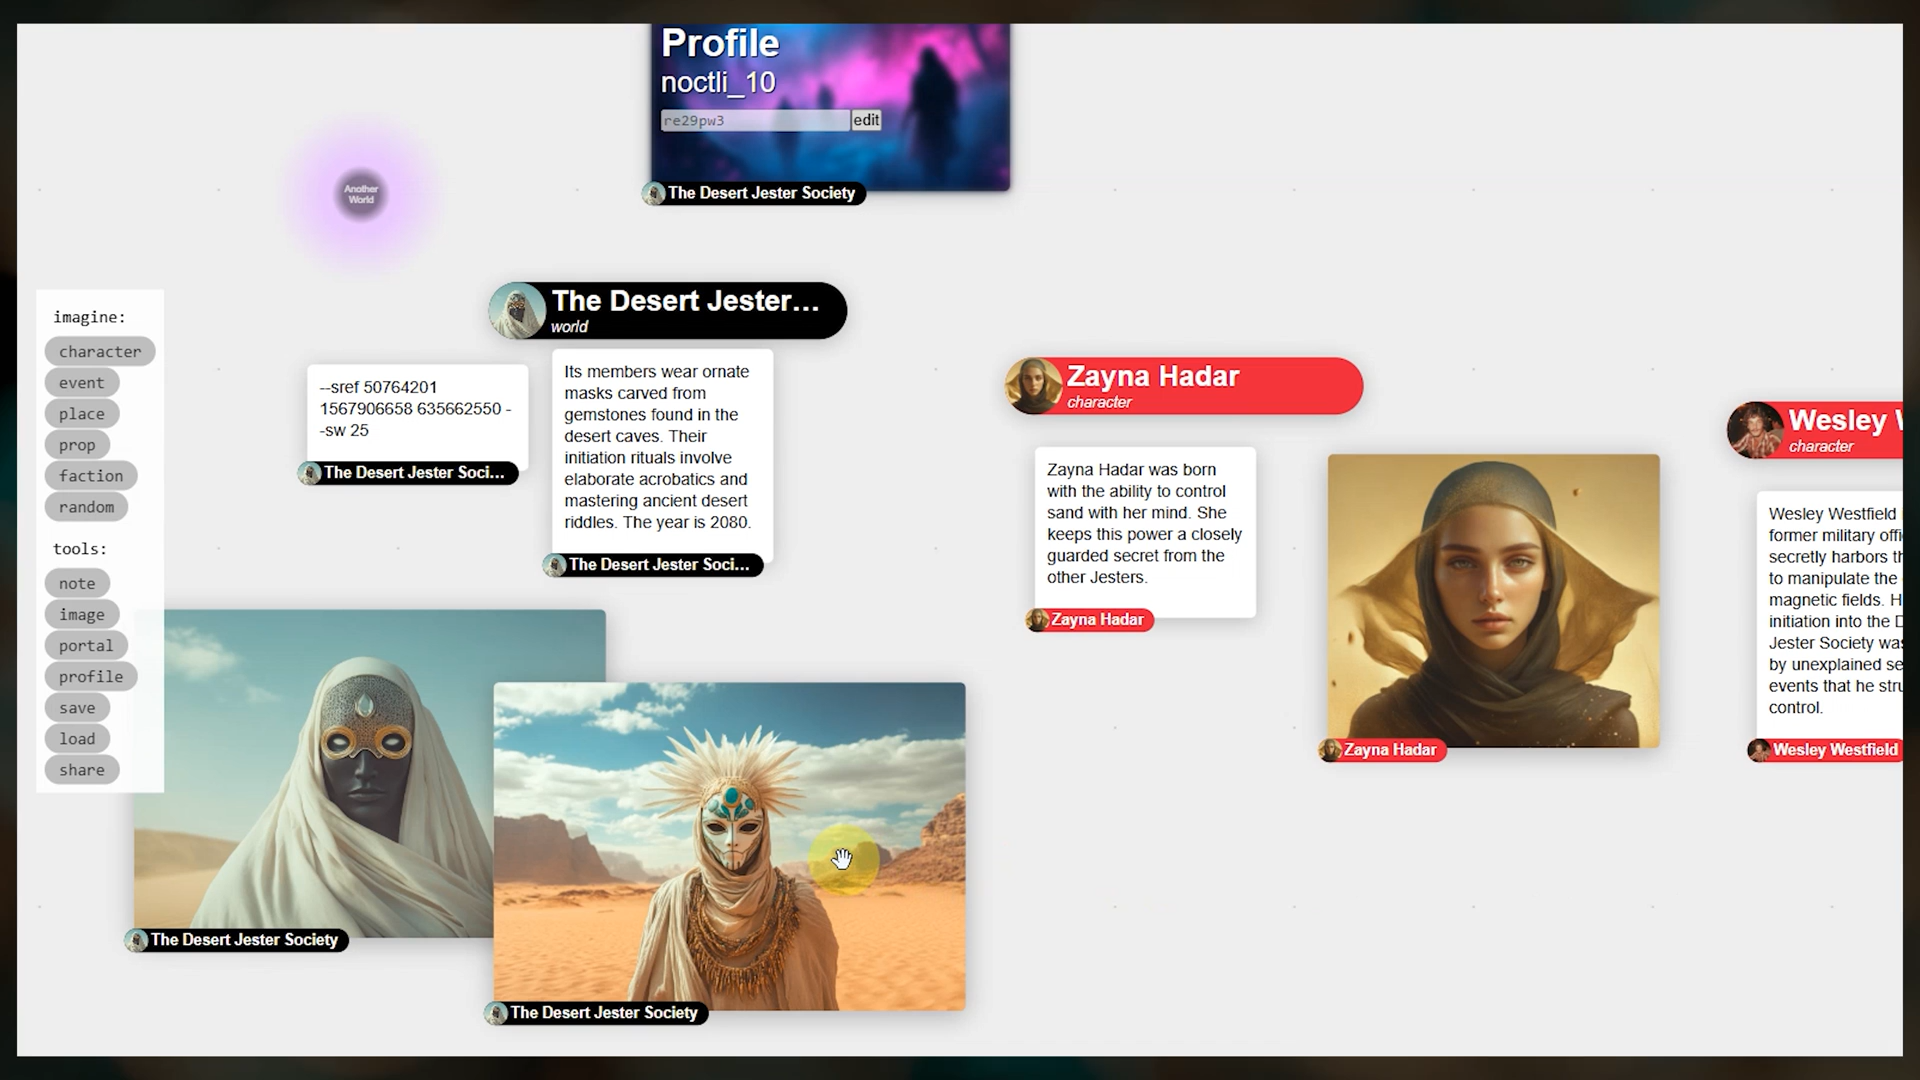 Profile
noctli_10
re29pw3
edit
The Desert Jester Society
Another
World
imagine:
character
event
place
prop
faction
random
tools:
note
image
portal
profile
save
load
share
The Desert Jester...
world
--sref 50764201
1567906658 635662550 -
-sw 25
The Desert Jester Soci...
Its members wear ornate
masks carved from
gemstones found in the
desert caves. Their
initiation rituals involve
elaborate acrobatics and
mastering ancient desert
riddles. The year is 2080.
The Desert Jester Soci...
The Desert Jester Society
The Desert Jester Society
Zayna Hadar
character
Zayna Hadar was born
with the ability to control
sand with her mind. She
keeps this power a closely
guarded secret from the
other Jesters.
Zayna Hadar
Zayna Hadar
Wesley
character
Wesley Westfield
former military
secretly harbors
to manipulate the
magnetic fields.
initiation into the
Jester Society
by unexplained
events that he
control.
Wesley Westfield